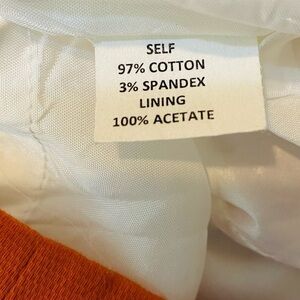 SELF
97% COTTON
3% SPANDEX
LINING
100% ACETATE